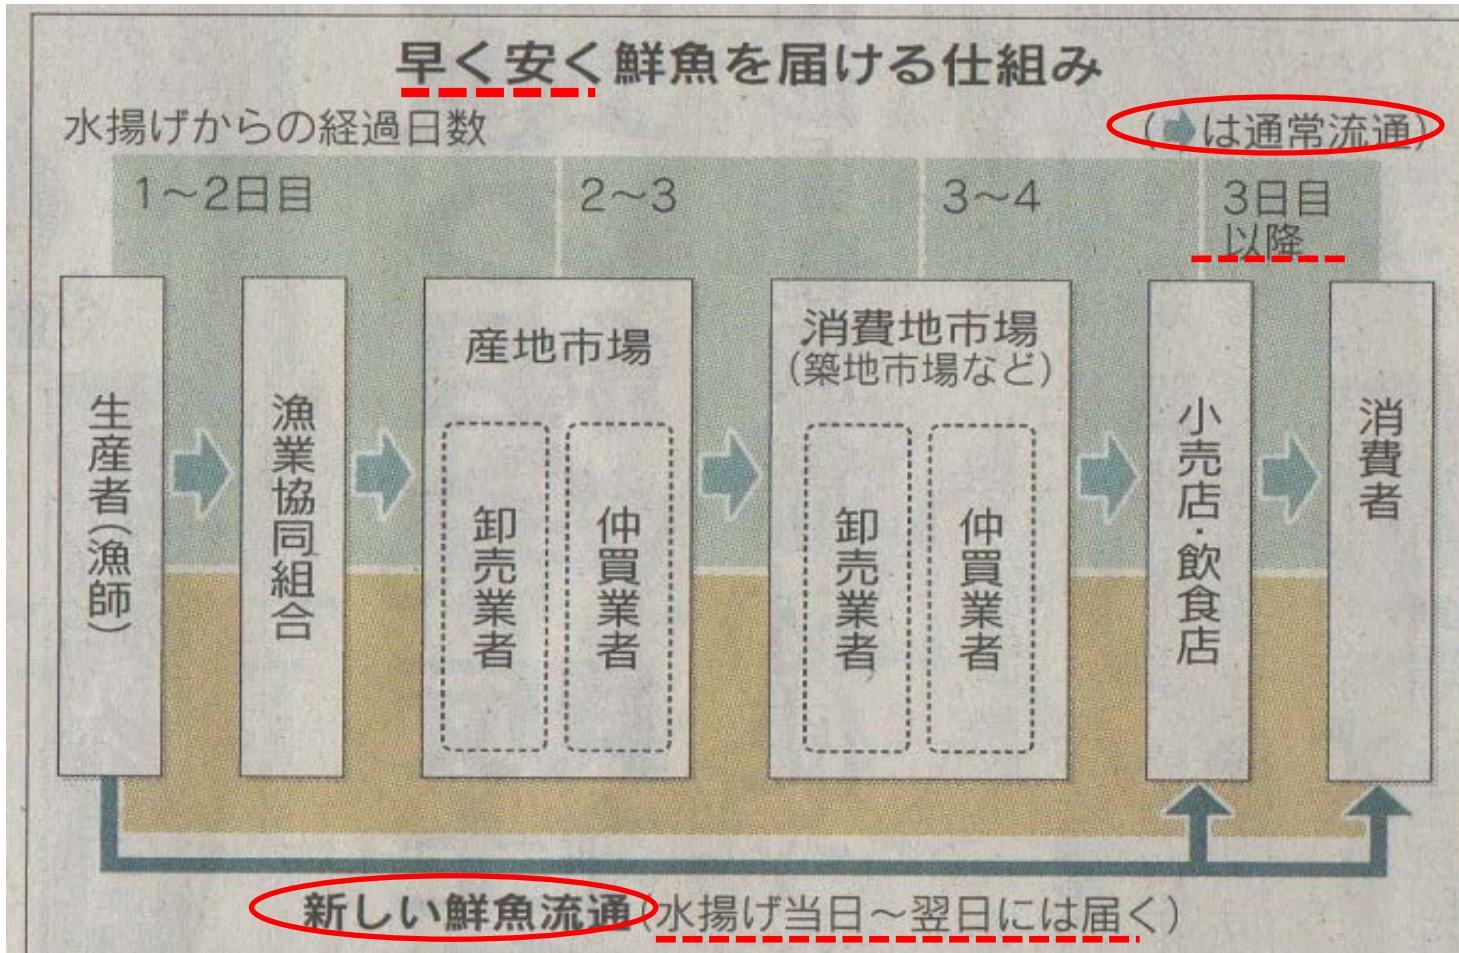 早く安く鮮魚を届ける仕組み
水揚げからの経過日数
(➡は通常流通)
1〜2日目
2〜3
3〜4
3日目
以降
生産者(漁師)
漁業協同組合
産地市場
卸売業者
仲買業者
消費地市場
(築地市場など)
卸売業者
仲買業者
小売店・飲食店
消費者
新しい鮮魚流通(水揚げ当日〜翌日には届く)